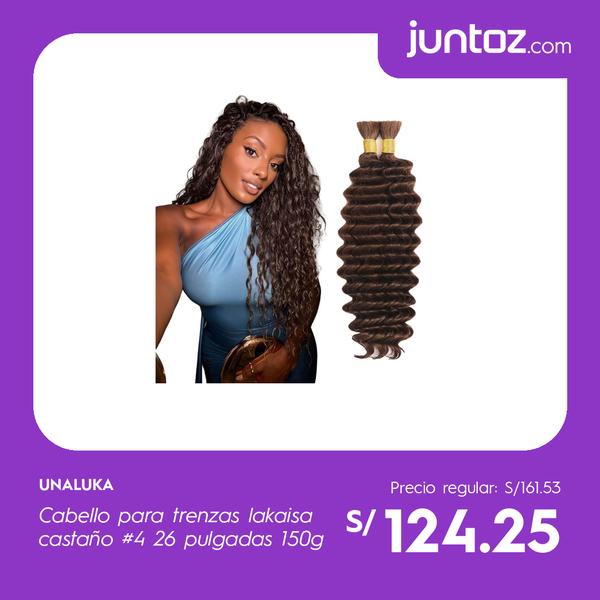 juntoz.com
UNALUKA
Cabello para trenzas lakaisa
castaño #4 26 pulgadas 150g
Precio regular: S/161.53
S/124.25